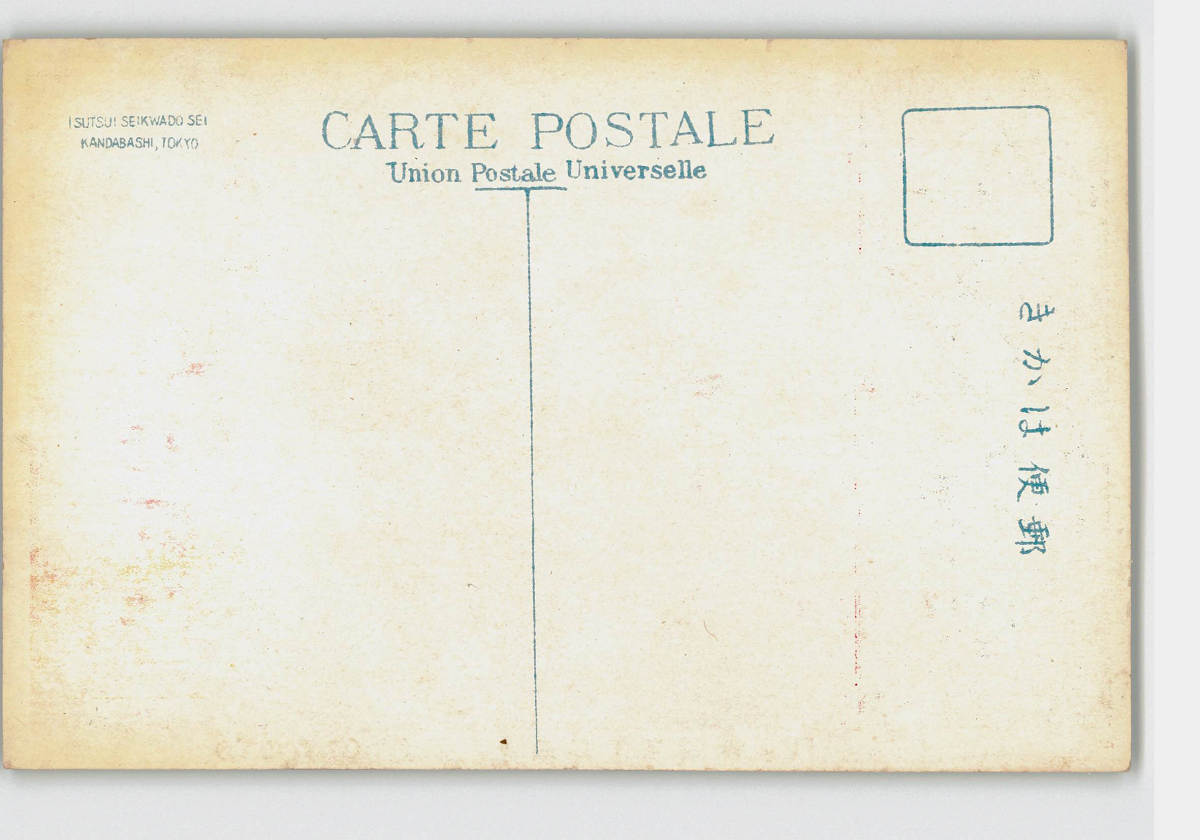 ISUTSUI SEIKWADO SEI
KANDABASHI, TOKYO
CARTE POSTALE
Union Postale Universelle
きかは便郵